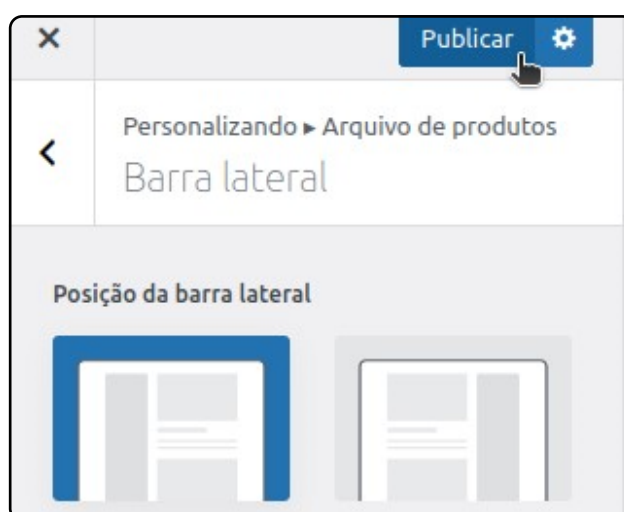 Publicar
Personalizando ▸ Arquivo de produtos
Barra lateral
Posição da barra lateral